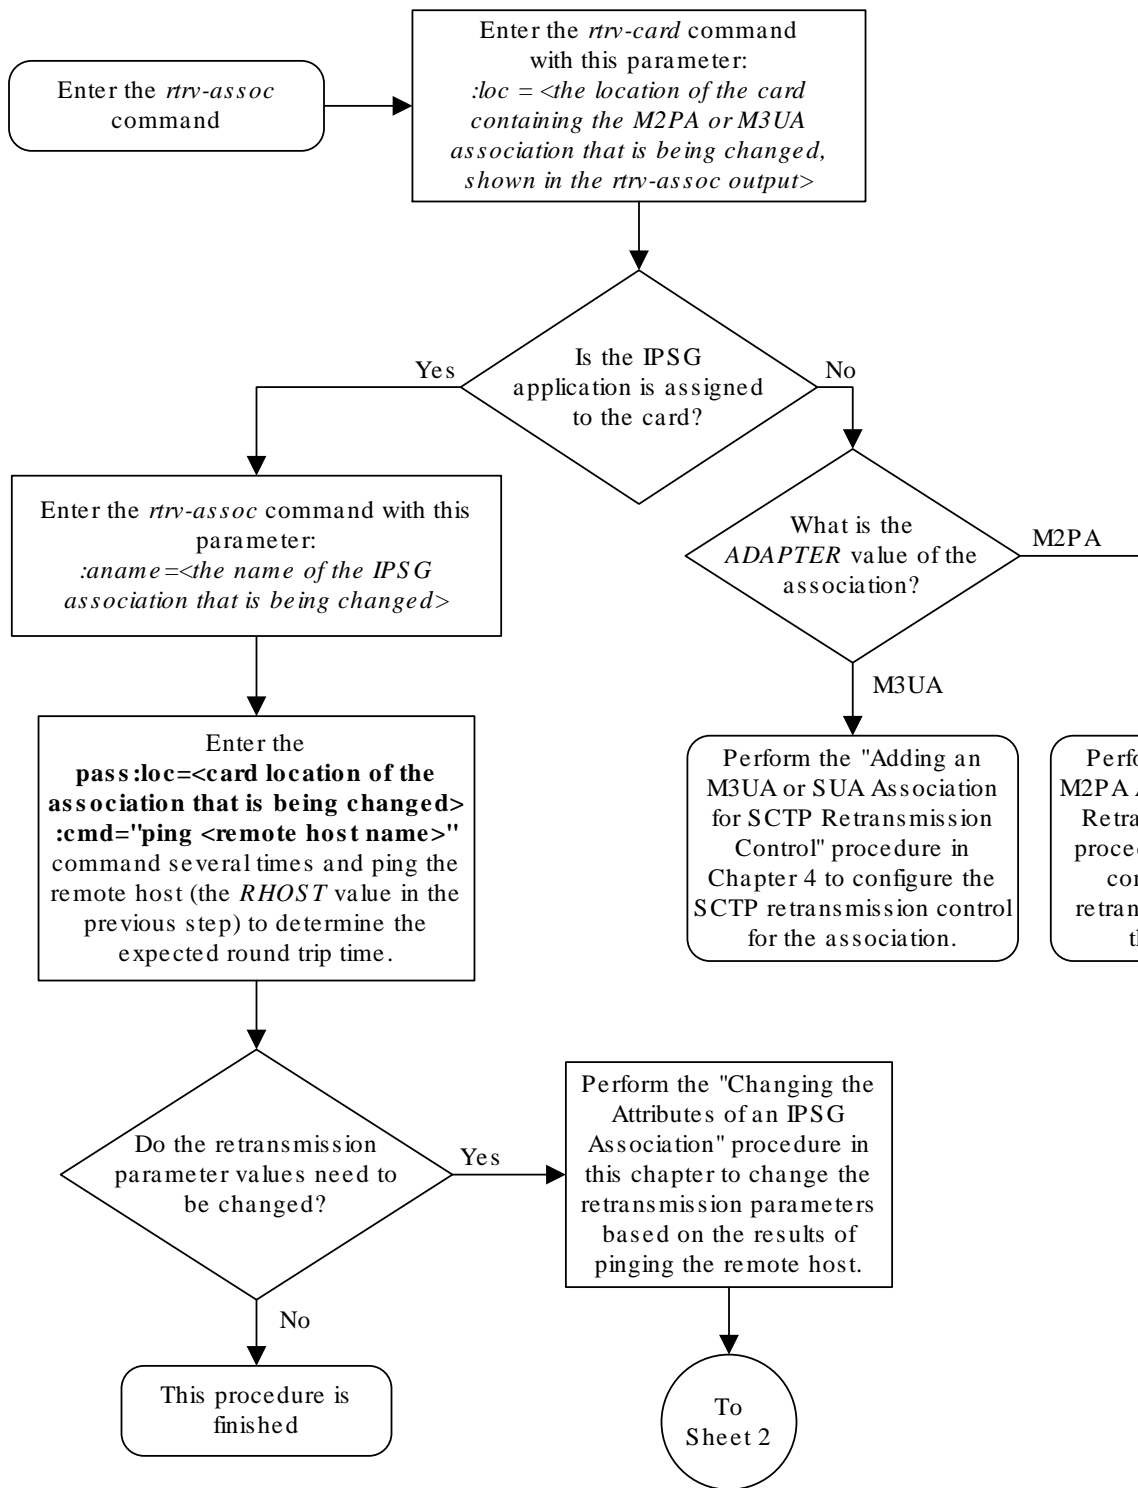 Enter the rtrv-assoc
command
Enter the rtrv-card command
with this parameter:
:loc = <the location of the card
containing the M2PA or M3UA
association that is being changed,
shown in the rtrv-assoc output>
Is the IPSG
application is assigned
to the card?
Yes
No
Enter the rtrv-assoc command with this
parameter:
:aname=<the name of the IPSG
association that is being changed>
What is the
ADAPTER value of the
association?
M2PA
M3UA
Enter the
pass:loc=<card location of the
association that is being changed>
:cmd="ping <remote host name>"
command several times and ping the
remote host (the RHOST value in the
previous step) to determine the
expected round trip time.
Perform the "Adding an
M3UA or SUA Association
for SCTP Retransmission
Control" procedure in
Chapter 4 to configure the
SCTP retransmission control
for the association.
M2PA
Do the retransmission
parameter values need to
be changed?
Yes
No
Perform the "Changing the
Attributes of an IPSG
Association" procedure in
this chapter to change the
retransmission parameters
based on the results of
pinging the remote host.
This procedure is
finished
To
Sheet 2